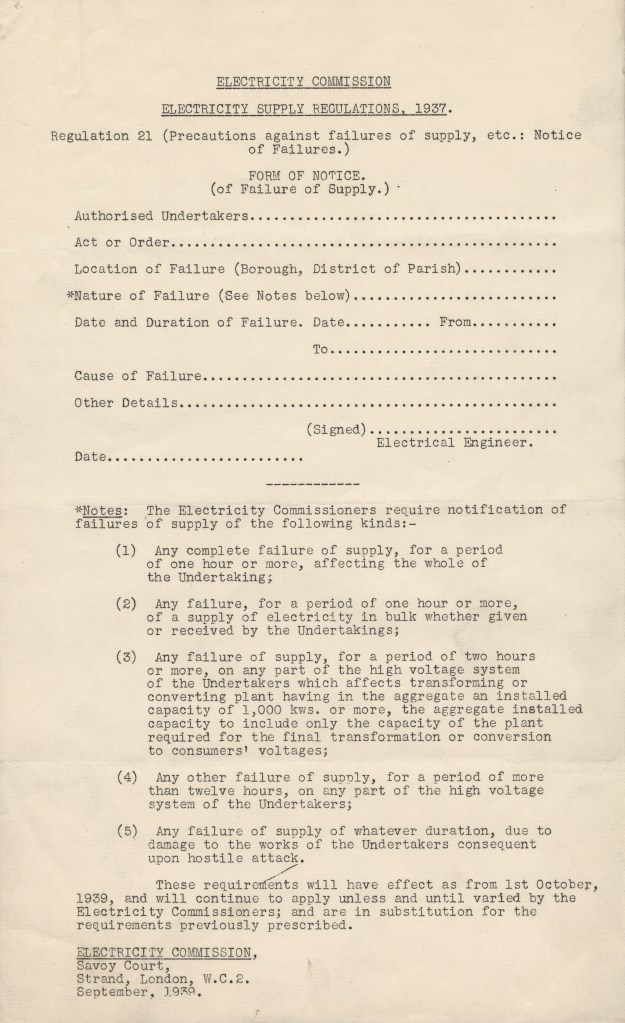 ELECTRICITY COMMISSION
ELECTRICITY SUPPLY REGULATIONS, 1937.
Regulation 21 (Precautions against failures of supply, etc.: Notice
of Failures.)
FORM OF NOTICE.
(of Failure of Supply.)
Authorised Undertakers.......................................
Act or Order.................................................
Location of Failure (Borough, District of Parish)............
*Nature of Failure (See Notes below)..........................
Date and Duration of Failure. Date........... From...........
To.............................
Cause of Failure.............................................
Other Details................................................
(Signed)........................
Electrical Engineer.
Date.........................
------------
*Notes: The Electricity Commissioners require notification of
failures of supply of the following kinds:-
(1) Any complete failure of supply, for a period
of one hour or more, affecting the whole of
the Undertaking;
(2) Any failure, for a period of one hour or more,
of a supply of electricity in bulk whether given
or received by the Undertakings;
(3) Any failure of supply, for a period of two hours
or more, on any part of the high voltage system
of the Undertakers which affects transforming or
converting plant having in the aggregate an installed
capacity of 1,000 kws. or more, the aggregate installed
capacity to include only the capacity of the plant
required for the final transformation or conversion
to consumers' voltages;
(4) Any other failure of supply, for a period of more
than twelve hours, on any part of the high voltage
system of the Undertakers;
(5) Any failure of supply of whatever duration, due to
damage to the works of the Undertakers consequent
upon hostile attack.
These requirements will have effect as from 1st October,
1939, and will continue to apply unless and until varied by the
Electricity Commissioners; and are in substitution for the
requirements previously prescribed.
ELECTRICITY COMMISSION,
Savoy Court,
Strand, London, W.C.2.
September, 1939.